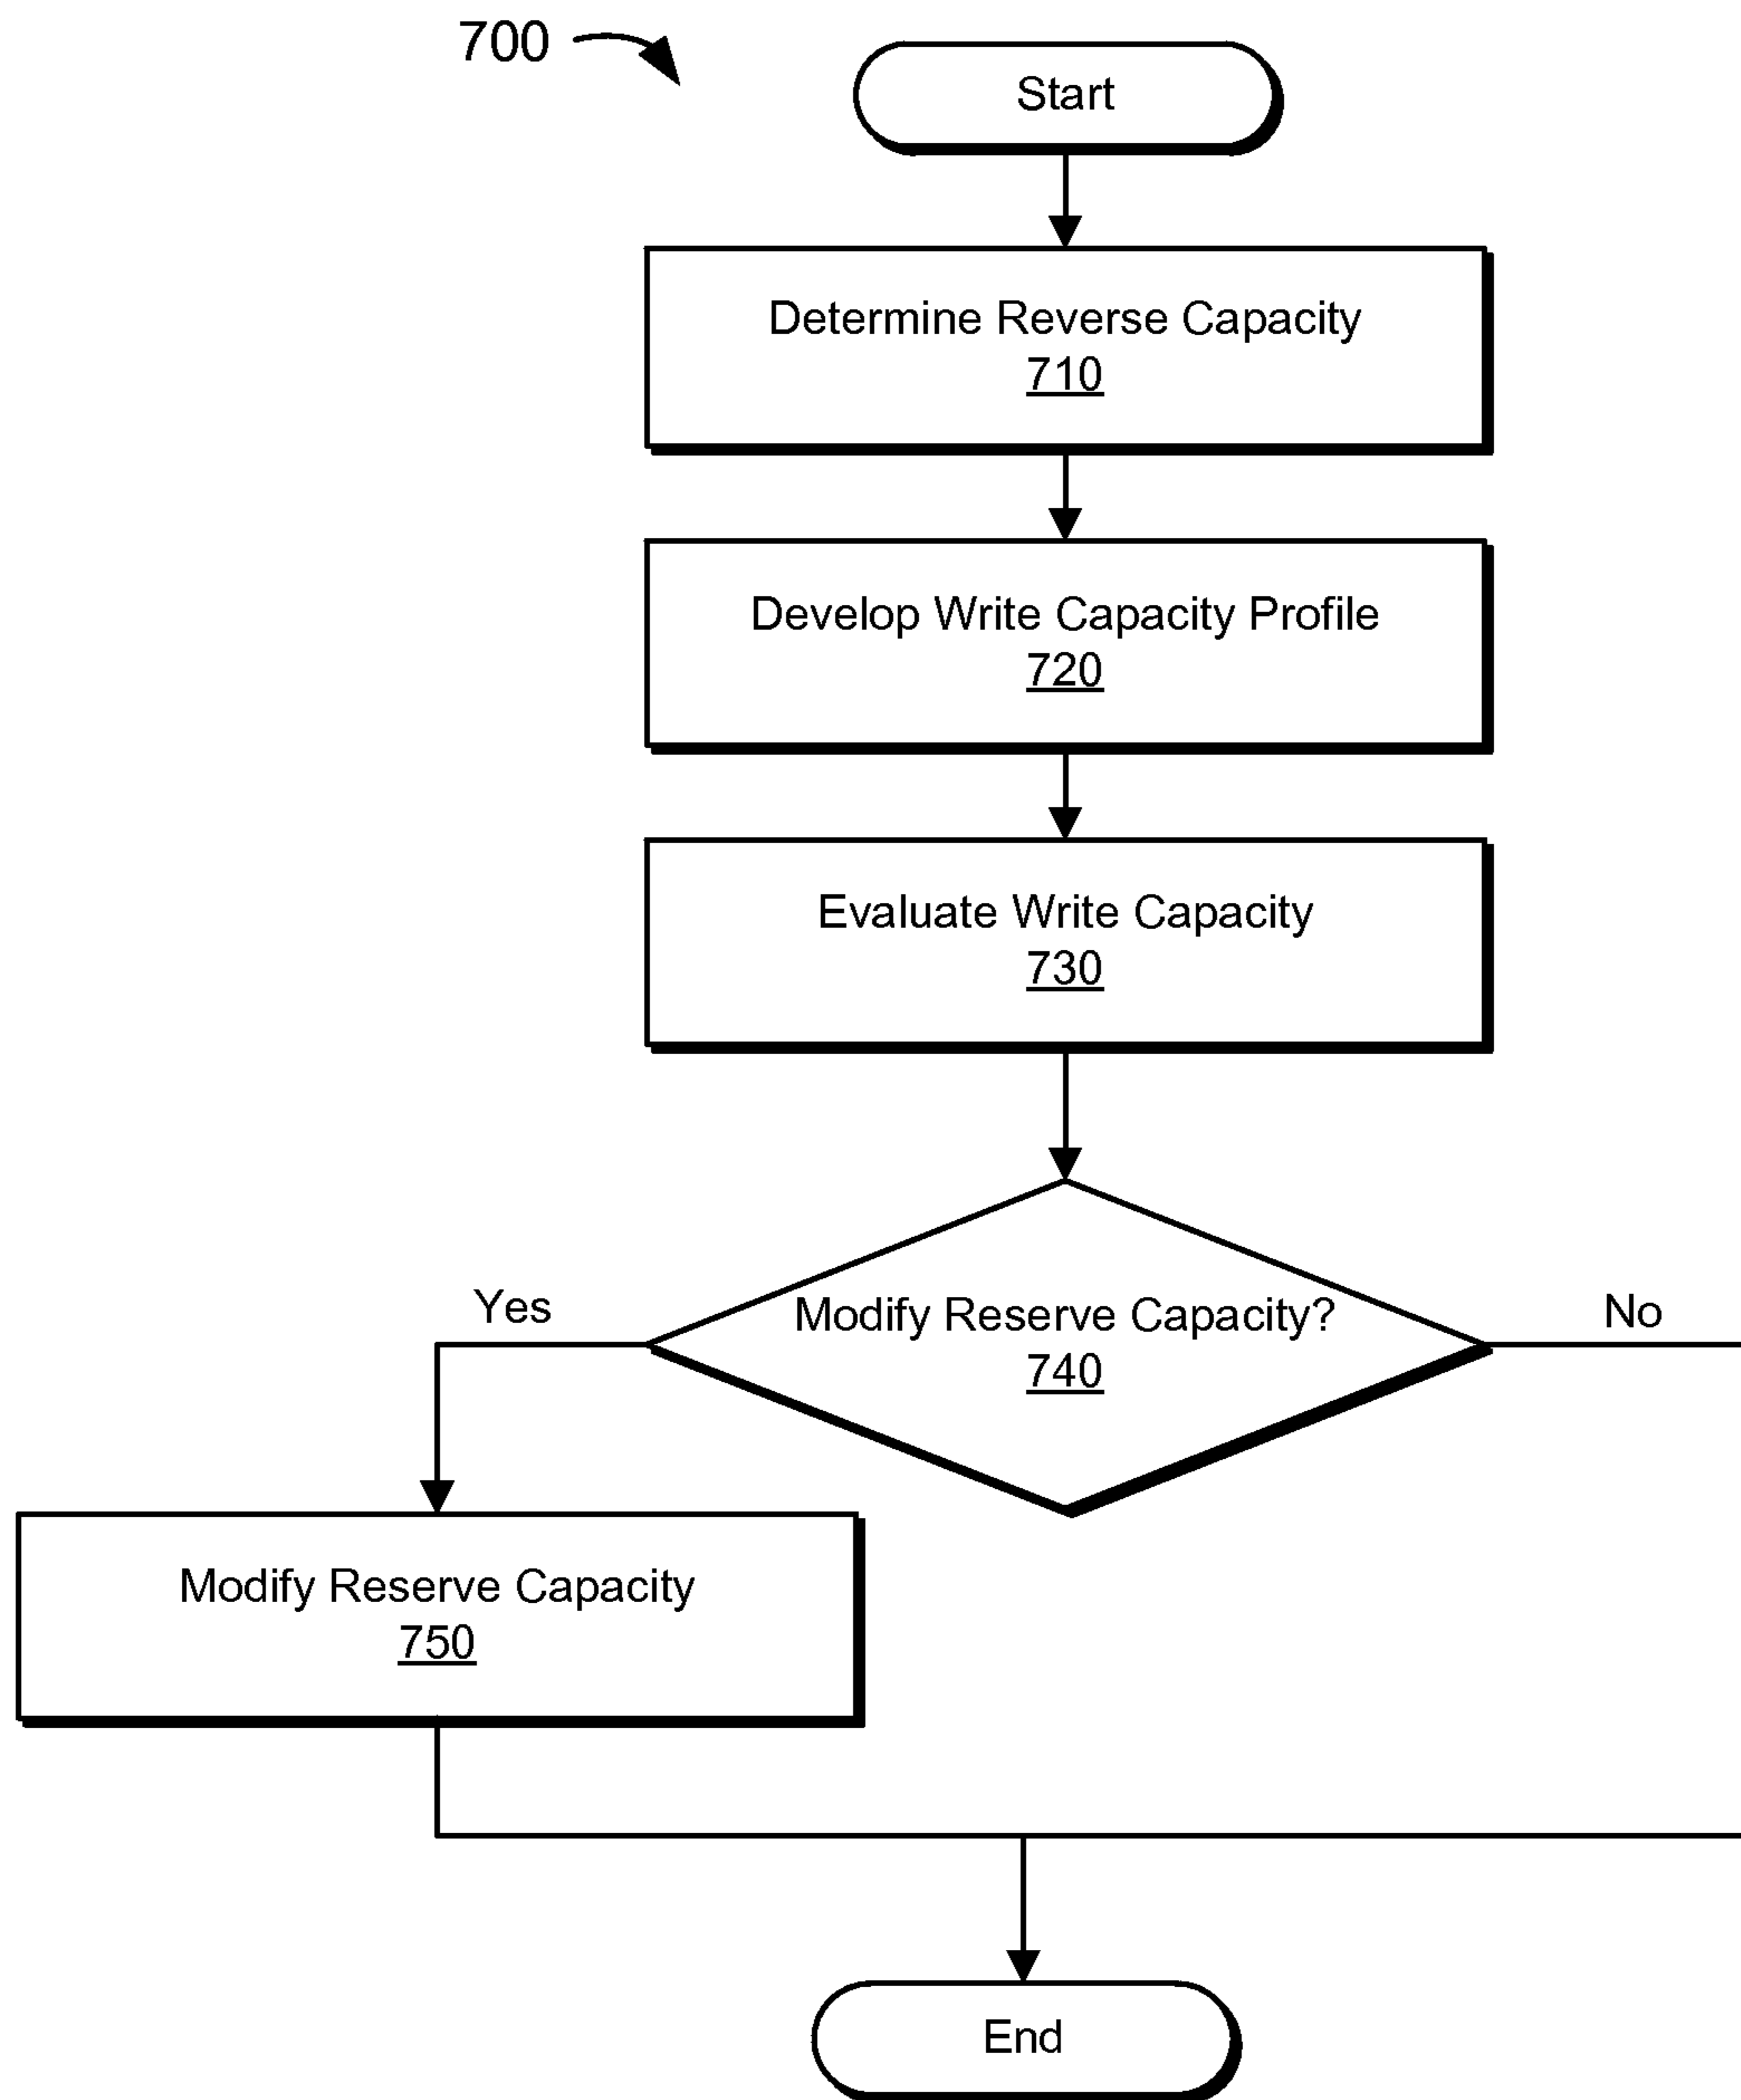 700
Start
Determine Reverse Capacity
710
Develop Write Capacity Profile
720
Evaluate Write Capacity
730
Yes
Modify Reserve Capacity?
740
No
Modify Reserve Capacity
750
End